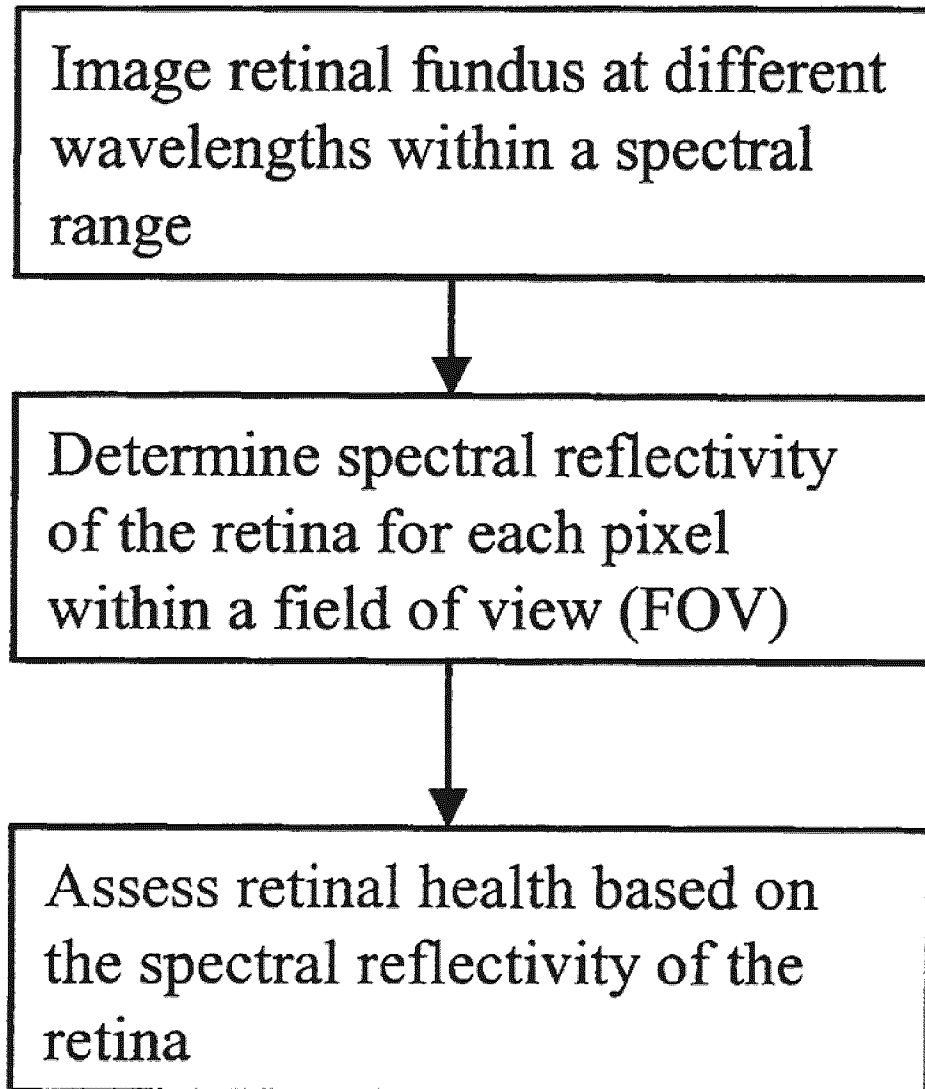 Image retinal fundus at different
wavelengths within a spectral
range
Determine spectral reflectivity
of the retina for each pixel
within a field of view (FOV)
Assess retinal health based on
the spectral reflectivity of the
retina